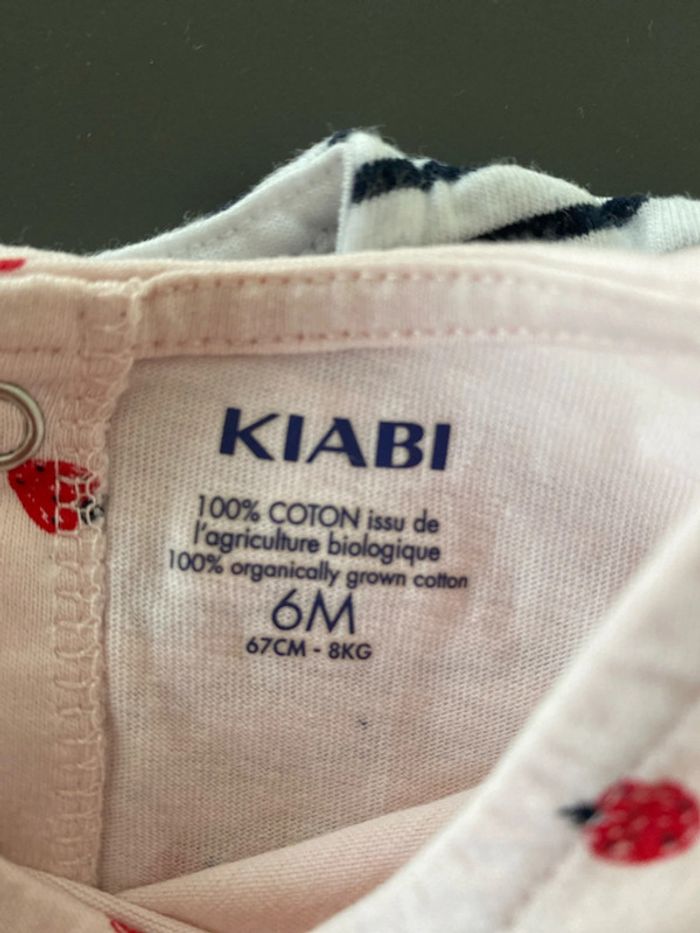 KIABI
100% COTON issu de
l'agriculture biologique
100% organically grown cotton
6M
67CM - 8KG